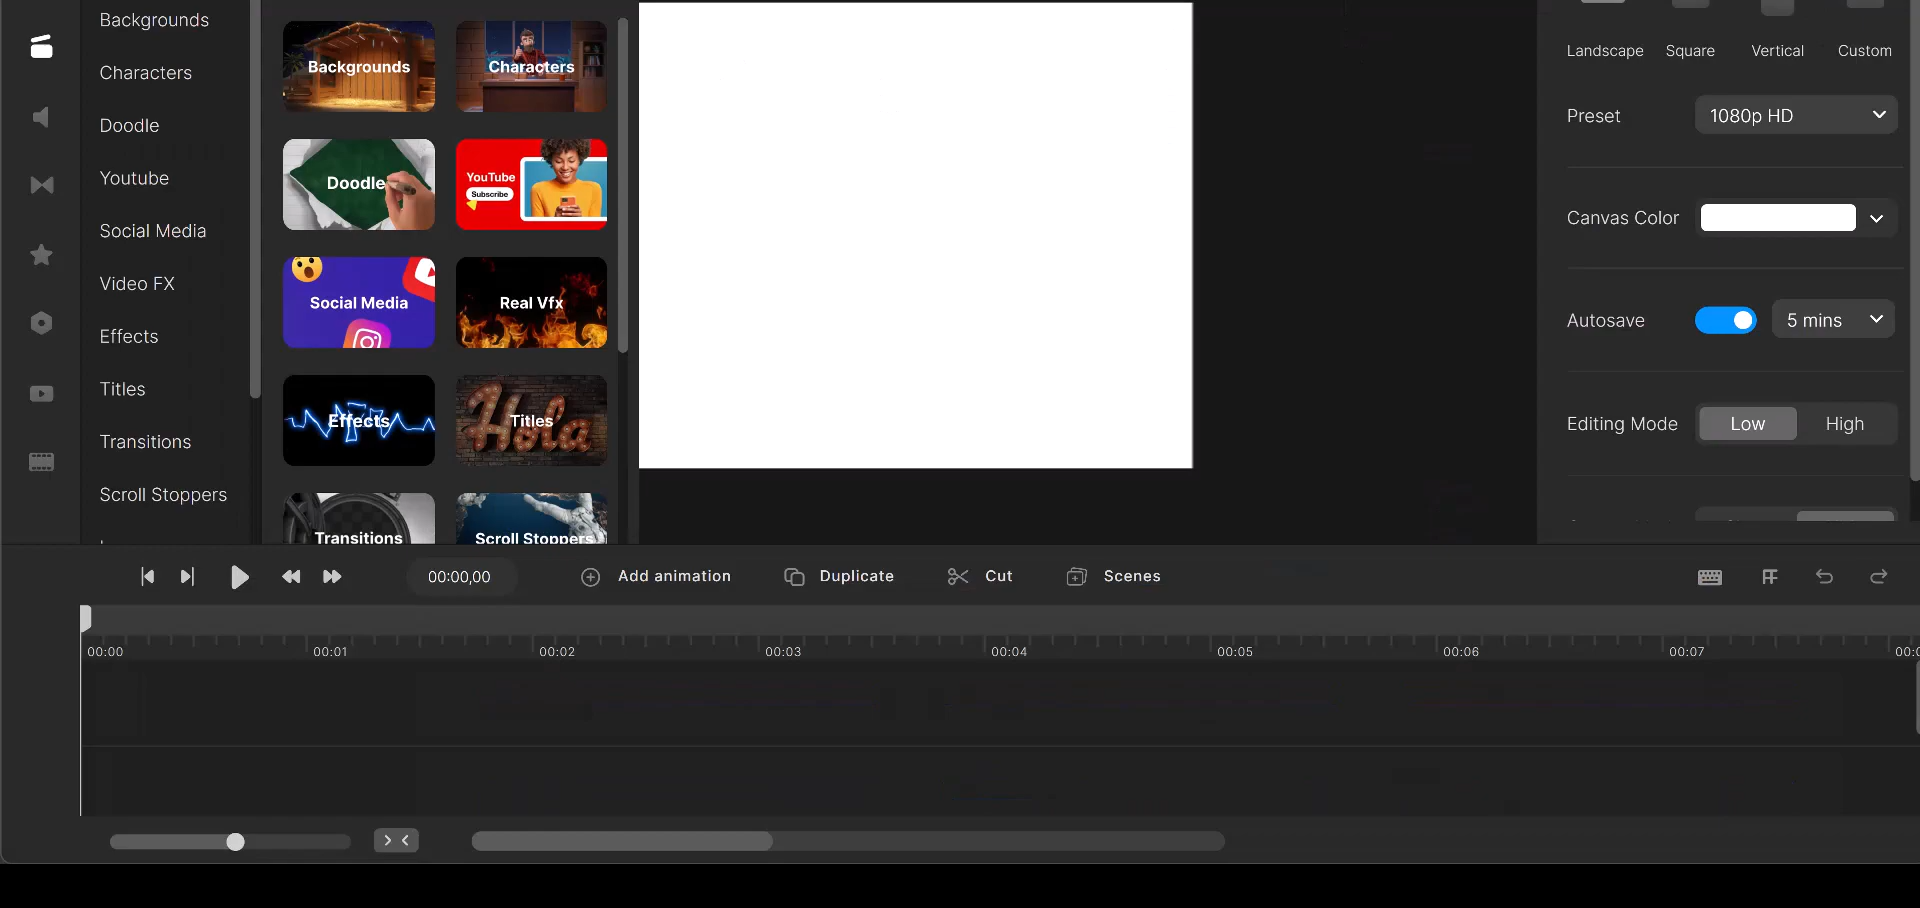 Backgrounds
Characters
Doodle
Youtube
Social Media
Video FX
Effects
Titles
Transitions
Scroll Stoppers
Backgrounds
Characters
Doodle
YouTube
Subscribe
Social Media
Real Vfx
Effects
Hola
Titles
Transitions
Scroll Stoppers
Landscape Square Vertical Custom
Preset 1080p HD
Canvas Color
Autosave 5 mins
Editing Mode Low High
00:00,00 Add animation Duplicate Cut Scenes
00:00 00:01 00:02 00:03 00:04 00:05 00:06 00:07